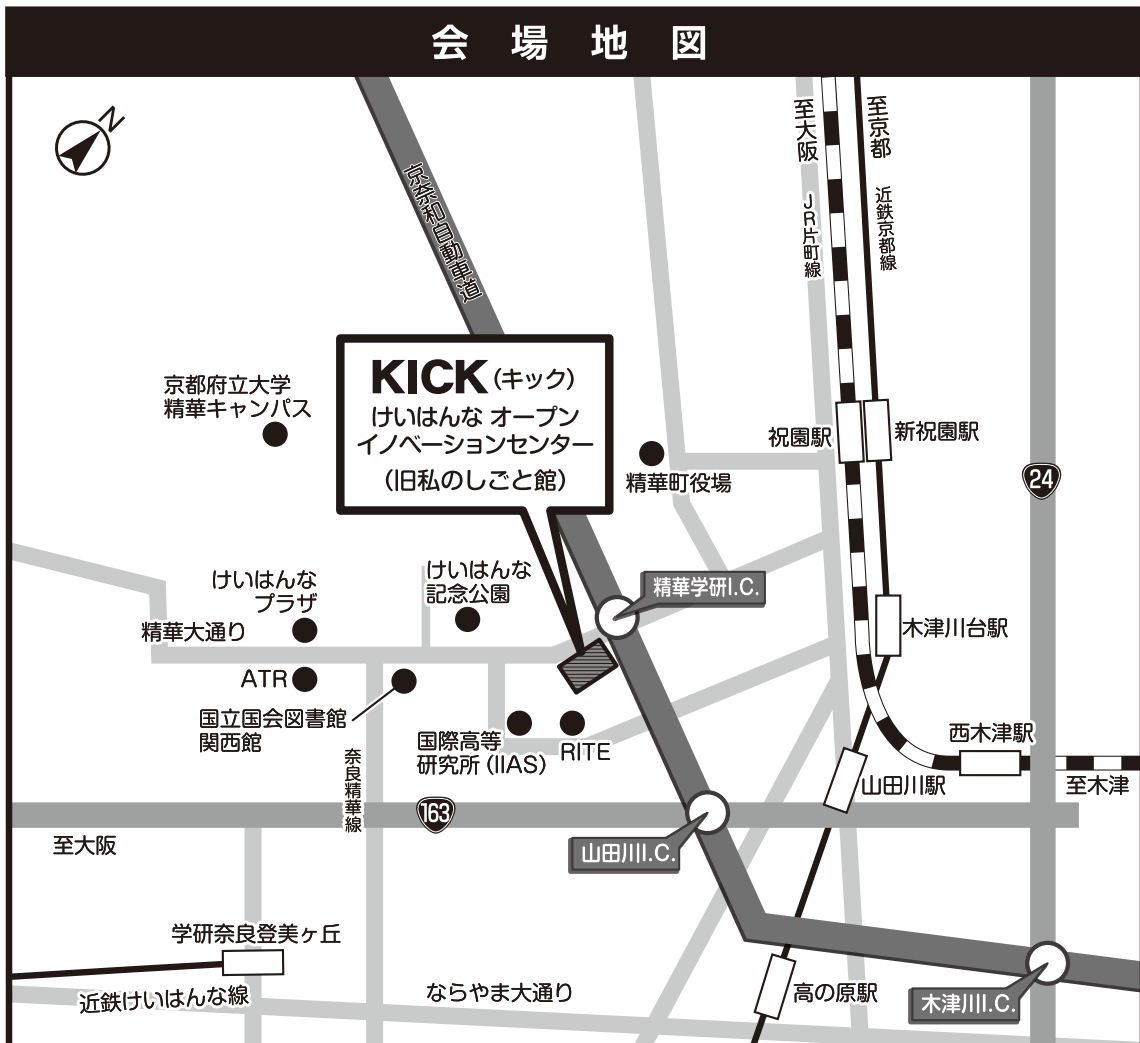 会場地図
N
京奈和自動車道
至大阪
JR片町線
至京都
近鉄京都線
KICK(キック)
けいはんな オープン
イノベーションセンター
(旧私のしごと館)
京都府立大学
精華キャンパス
精華町役場
祝園駅
新祝園駅
24
けいはんな
プラザ
けいはんな
記念公園
精華学研I.C.
精華大通り
木津川台駅
ATR
国立国会図書館
関西館
国際高等
研究所(IIAS)
RITE
西木津駅
奈良精華線
山田川駅
至木津
163
至大阪
山田川I.C.
学研奈良登美ヶ丘
近鉄けいはんな線
ならやま大通り
高の原駅
木津川I.C.